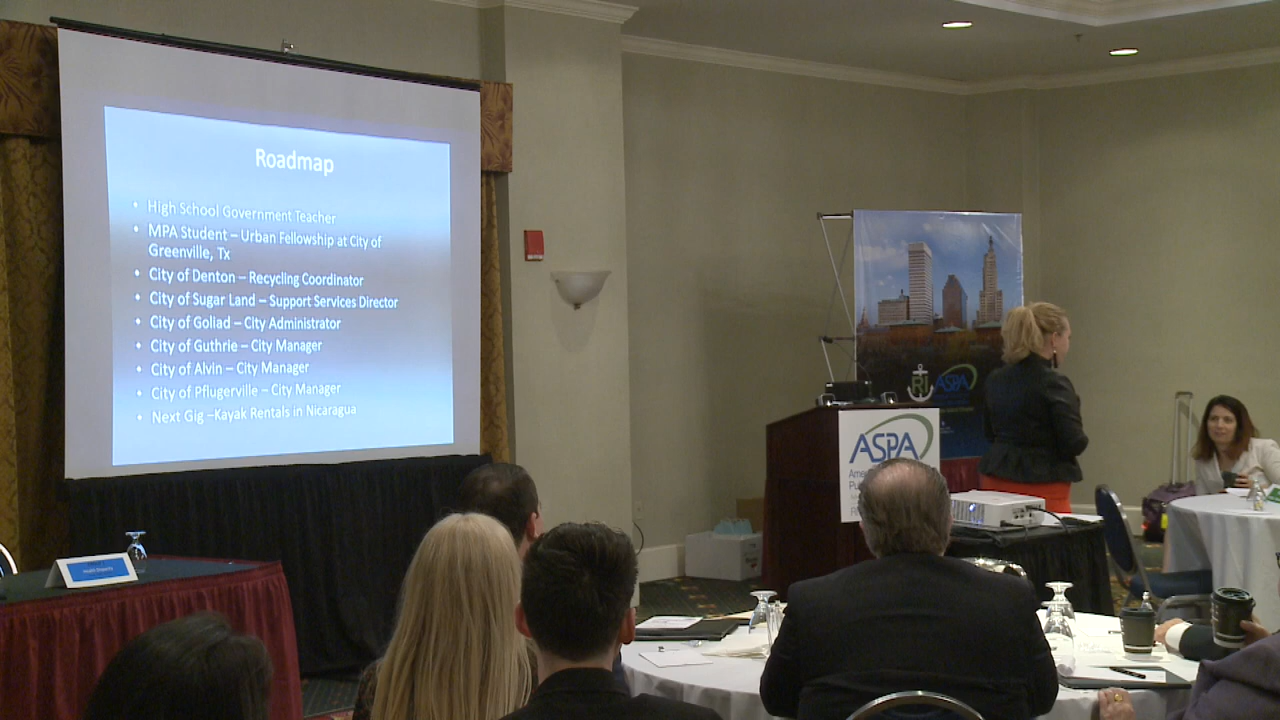 Roadmap
• High School Government Teacher
• MPA Student – Urban Fellowship at City of
Greenville, Tx
• City of Denton – Recycling Coordinator
• City of Sugar Land – Support Services Director
• City of Goliad – City Administrator
• City of Guthrie – City Manager
• City of Alvin – City Manager
• City of Pflugerville – City Manager
• Next Gig –Kayak Rentals in Nicaragua
RI
ASPA
ASPA